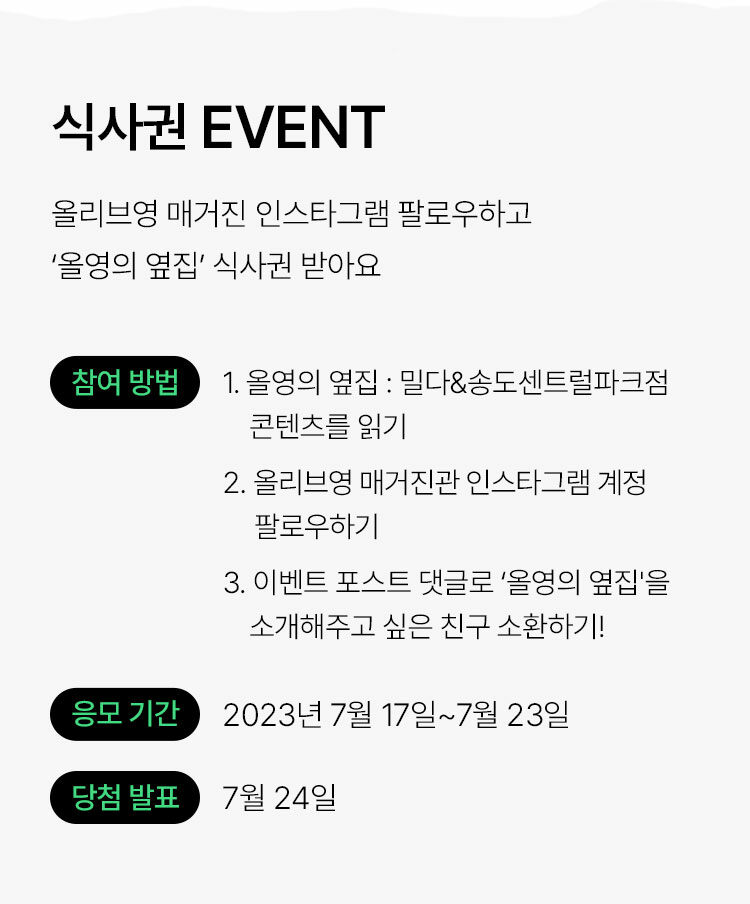 식사권 EVENT
올리브영 매거진 인스타그램 팔로우하고
‘올영의 옆집’ 식사권 받아요
참여 방법
1. 올영의 옆집 : 밀다&송도센트럴파크점
콘텐츠를 읽기
2. 올리브영 매거진관 인스타그램 계정
팔로우하기
3. 이벤트 포스트 댓글로 ‘올영의 옆집'을
소개해주고 싶은 친구 소환하기!
응모 기간
2023년 7월 17일~7월 23일
당첨 발표
7월 24일